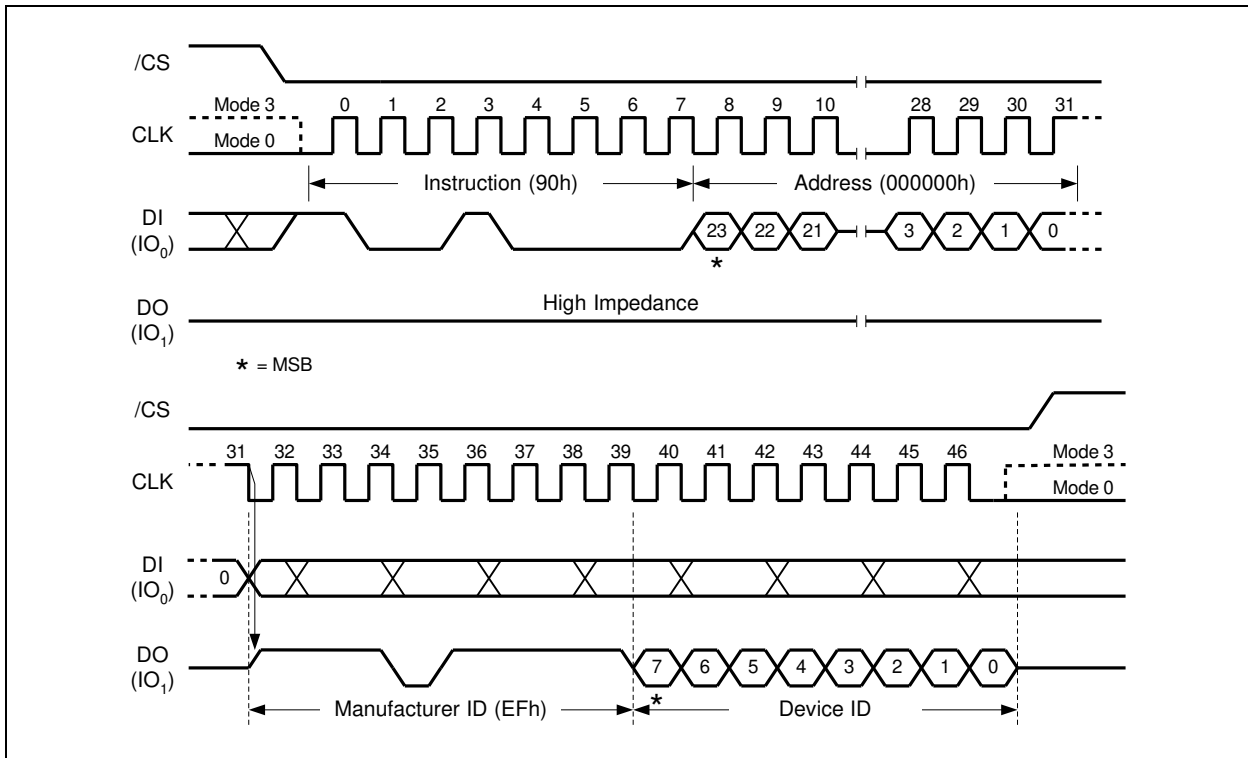 /CS
Mode 3 0 1 2 3 4 5 6 7 8 9 10 28 29 30 31
CLK
Mode 0
Instruction (90h) Address (000000h)
DI
(IO0) 23 22 21 3 2 1 0
*
High Impedance
DO
(IO1)
* = MSB
/CS
31 32 33 34 35 36 37 38 39 40 41 42 43 44 45 46 Mode 3
CLK
Mode 0
DI
(IO0) 0
DO
(IO1) 7 6 5 4 3 2 1 0
*
Manufacturer ID (EFh) Device ID